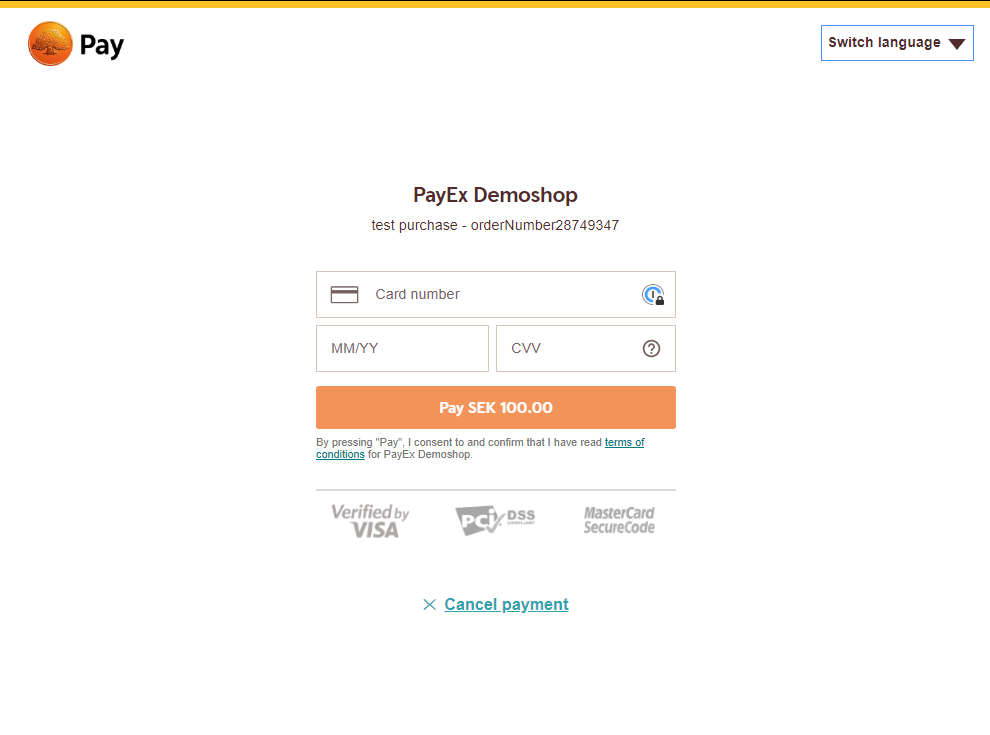 Pay
Switch language
PayEx Demoshop
test purchase - orderNumber28749347
Card number
MM/YY
CVV
Pay SEK 100.00
By pressing "Pay", I consent to and confirm that I have read terms of
conditions for PayEx Demoshop.
Verified by
VISA
PCI DSS
COMPLIANT
MasterCard
SecureCode
Cancel payment